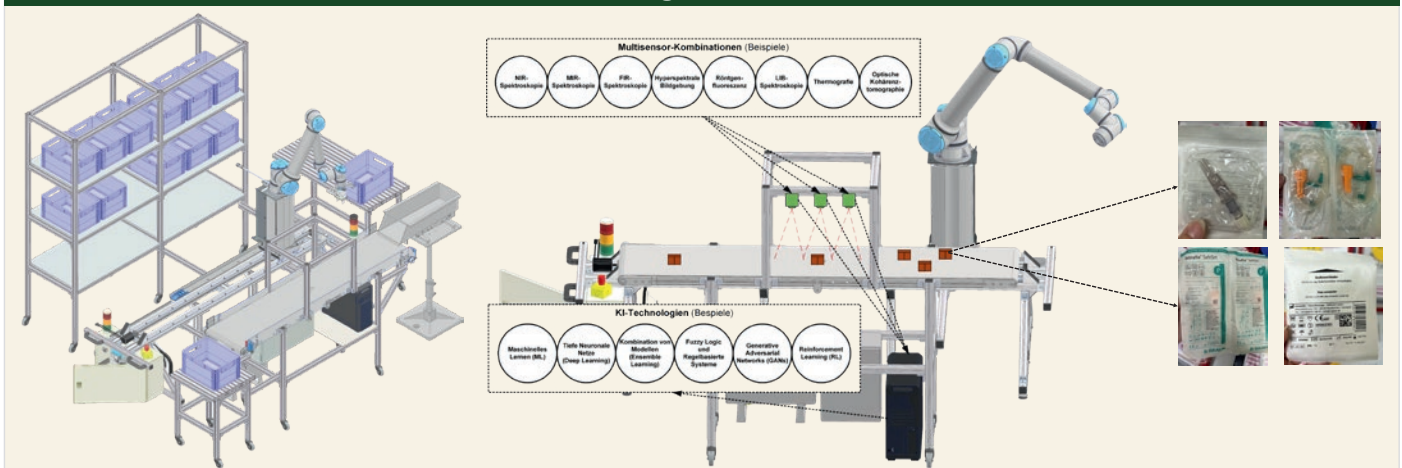 Multisensor-Kombinationen (Beispiele)
NIR-
Spektroskopie
MIR-
Spektroskopie
FIR-
Spektroskopie
Hyperspektrale
Bildgebung
Röntgen-
fluoreszenz
LIB-
Spektroskopie
Thermografie
Optische
Kohärenz-
tomographie
KI-Technologien (Bespiele)
Maschinelles
Lernen (ML)
Tiefe Neuronale
Netze
(Deep Learning)
Kombination von
Modellen
(Ensemble
Learning)
Fuzzy Logic
und
Regelbasierte
Systeme
Generative
Adversarial
Networks (GANs)
Reinforcement
Learning (RL)